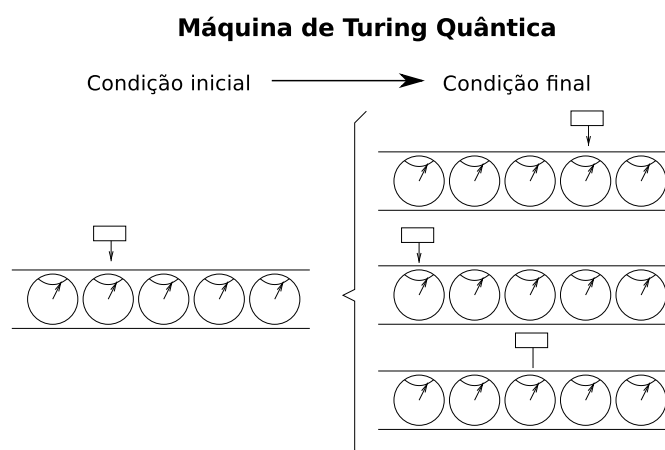 Máquina de Turing Quântica
Condição inicial
Condição final